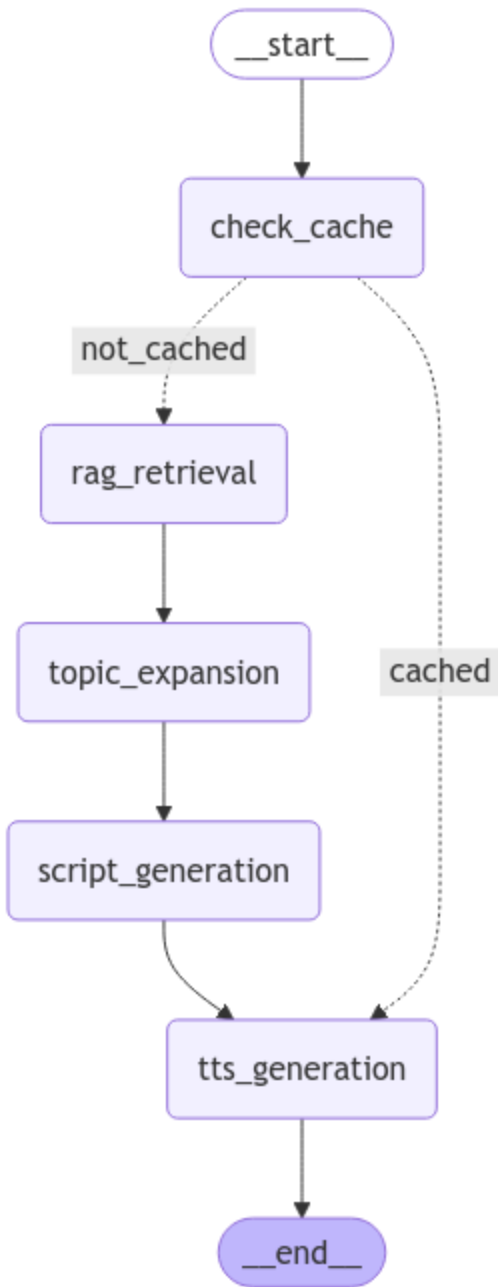 __start__
check_cache
not_cached
rag_retrieval
topic_expansion
cached
script_generation
tts_generation
__end__